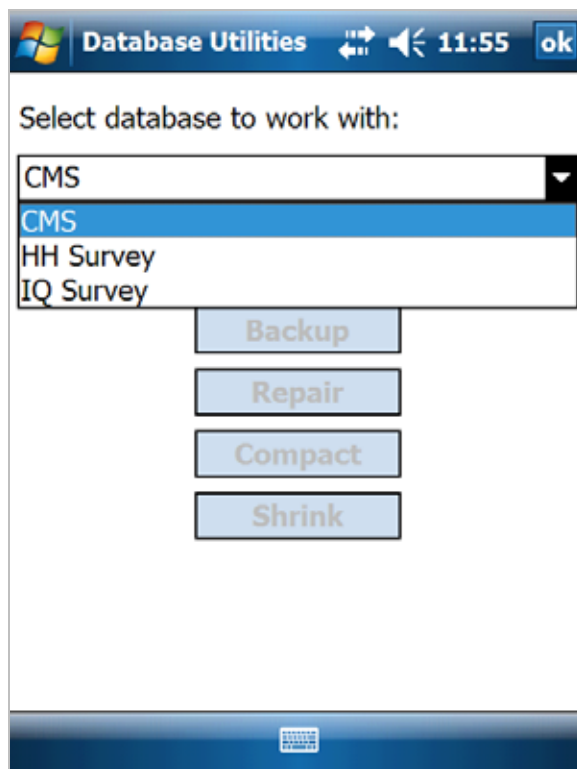 Database Utilities 11:55 ok
Select database to work with:
CMS
CMS
HH Survey
IQ Survey
Backup
Repair
Compact
Shrink